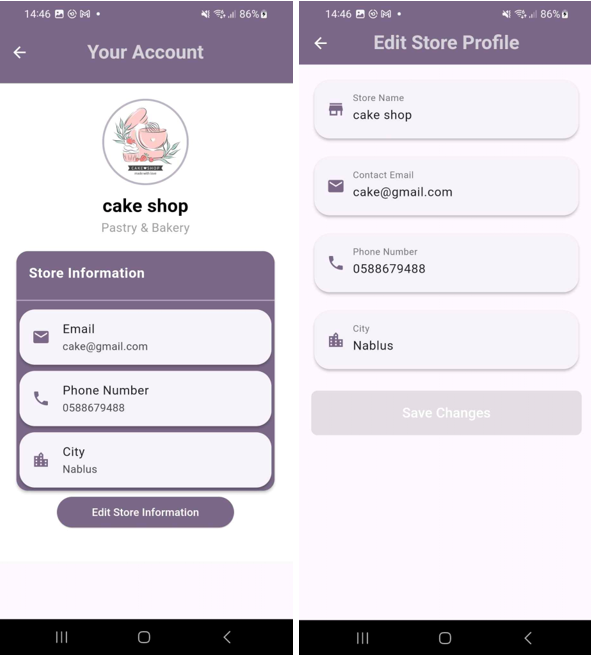 14:46
86%
Your Account
CAKE SHOP
cake shop
Pastry & Bakery
Store Information
Email
cake@gmail.com
Phone Number
0588679488
City
Nablus
Edit Store Information
14:46
86%
Edit Store Profile
Store Name
cake shop
Contact Email
cake@gmail.com
Phone Number
0588679488
City
Nablus
Save Changes